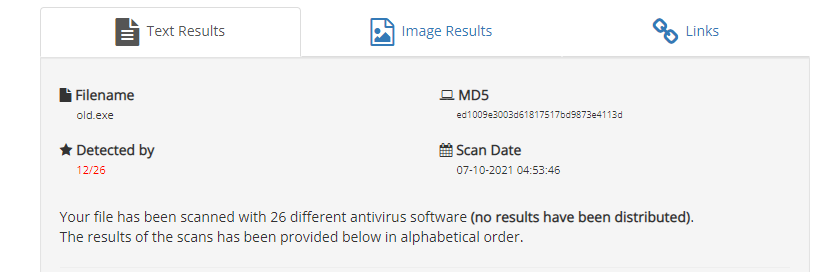 Text Results
Image Results
Links
Filename
old.exe
MD5
ed1009e3003d61817517bd9873e4113d
Detected by
12/26
Scan Date
07-10-2021 04:53:46
Your file has been scanned with 26 different antivirus software (no results have been distributed).
The results of the scans has been provided below in alphabetical order.